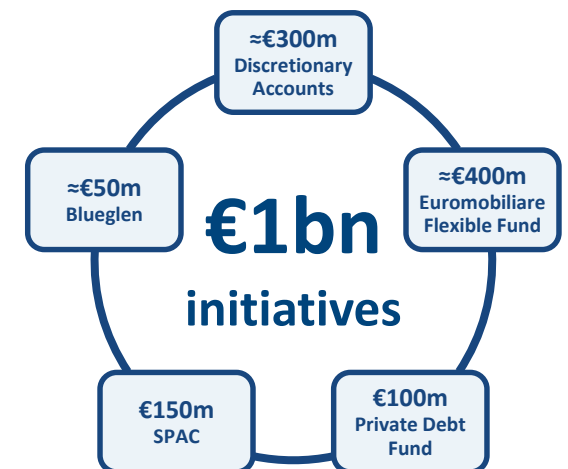 ≈€300m
Discretionary
Accounts
≈€400m
Euromobiliare
Flexible Fund
€100m
Private Debt
Fund
€150m
SPAC
≈€50m
Blueglen
€1bn
initiatives